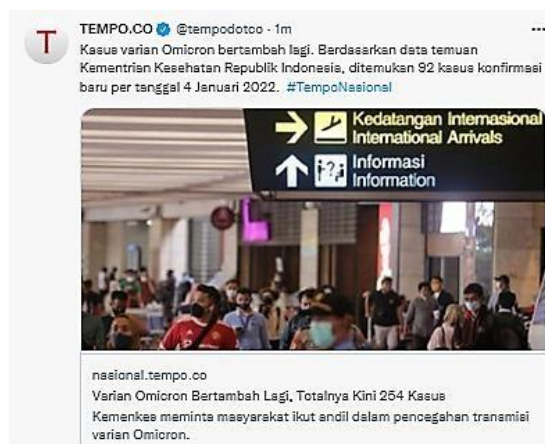 T
TEMPO.CO @tempodotco · 1m
Kasus varian Omicron bertambah lagi. Berdasarkan data temuan
Kementrian Kesehatan Republik Indonesia, ditemukan 92 kasus konfirmasi
baru per tanggal 4 Januari 2022. #TempoNasional
Kedatangan Internasional
International Arrivals
Informasi
Information
nasional.tempo.co
Varian Omicron Bertambah Lagi, Totalnya Kini 254 Kasus
Kemenkes meminta masyarakat ikut andil dalam pencegahan transmisi
varian Omicron.